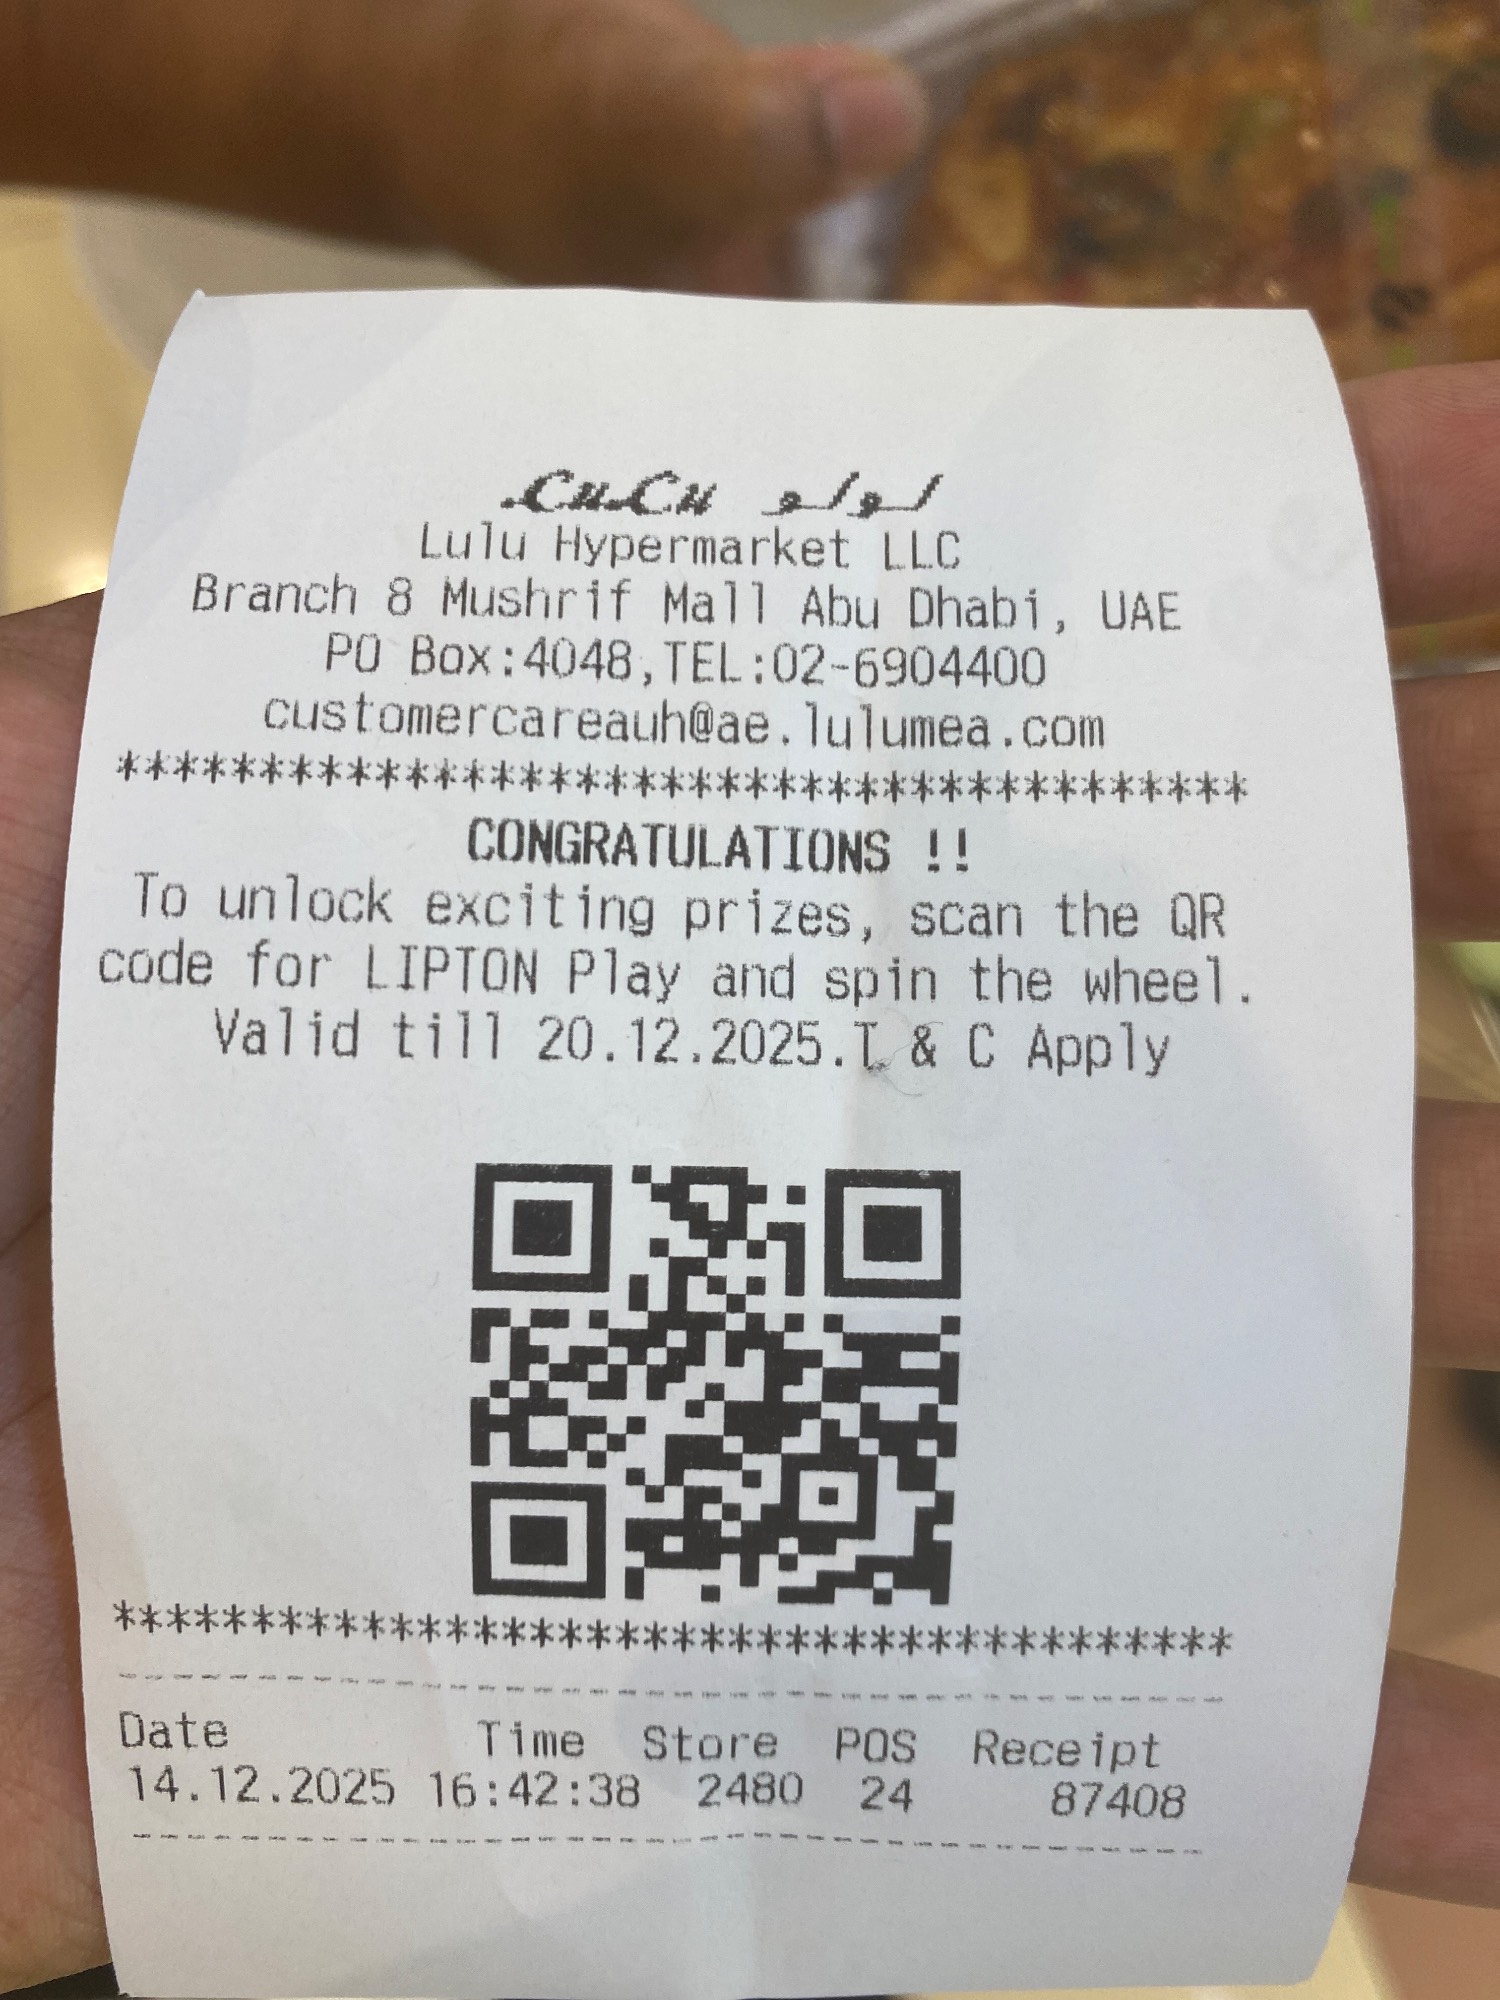 LuLu لولو
Lulu Hypermarket LLC
Branch 8 Mushrif Mall Abu Dhabi, UAE
PO Box:4048,TEL:02-6904400
customercareauh@ae.lulumea.com
****************************************
CONGRATULATIONS !!
To unlock exciting prizes, scan the QR
code for LIPTON Play and spin the wheel.
Valid till 20.12.2025.T & C Apply
****************************************
----------------------------------------
Date Time Store POS Receipt
14.12.2025 16:42:38 2480 24 87408
----------------------------------------